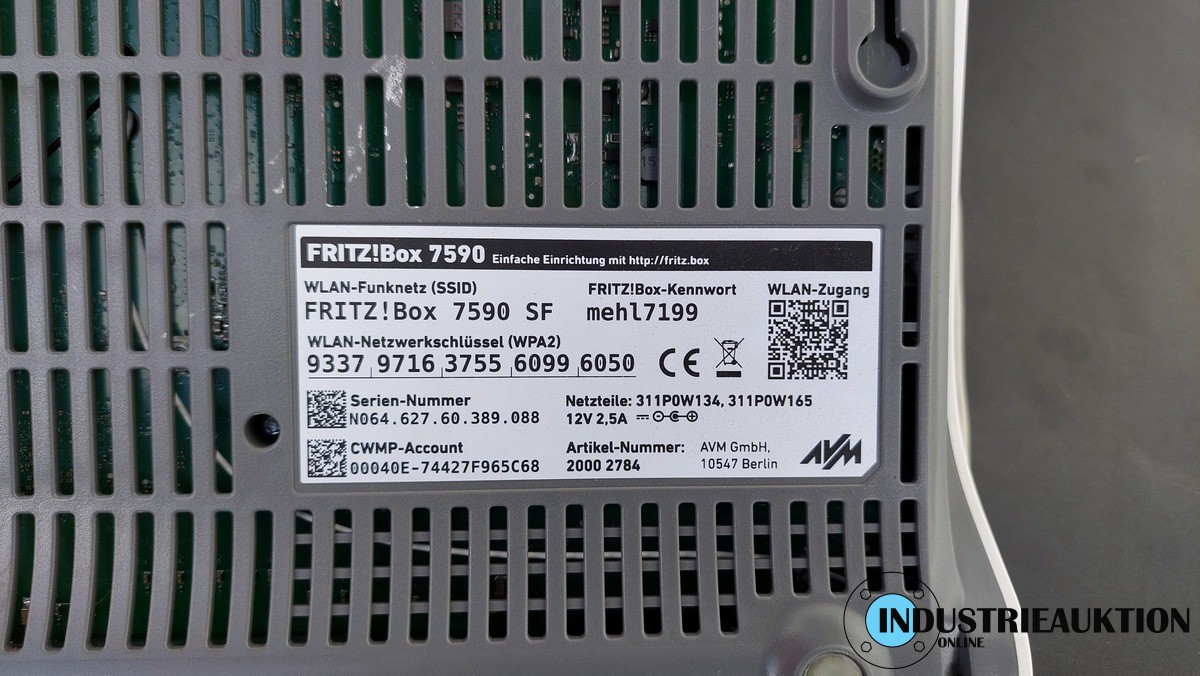 FRITZ!Box 7590 Einfache Einrichtung mit http://fritz.box
WLAN-Funknetz (SSID) FRITZ!Box-Kennwort WLAN-Zugang
FRITZ!Box 7590 SF mehl7199
WLAN-Netzwerkschlüssel (WPA2)
9337 9716 3755 6099 6050 CE
Serien-Nummer Netzteile: 311P0W134, 311P0W165
N064.627.60.389.088 12V 2,5A
CWMP-Account Artikel-Nummer: AVM GmbH,
00040E-74427F965C68 2000 2784 10547 Berlin
AVM
15
INDUSTRIEAUKTION
ONLINE